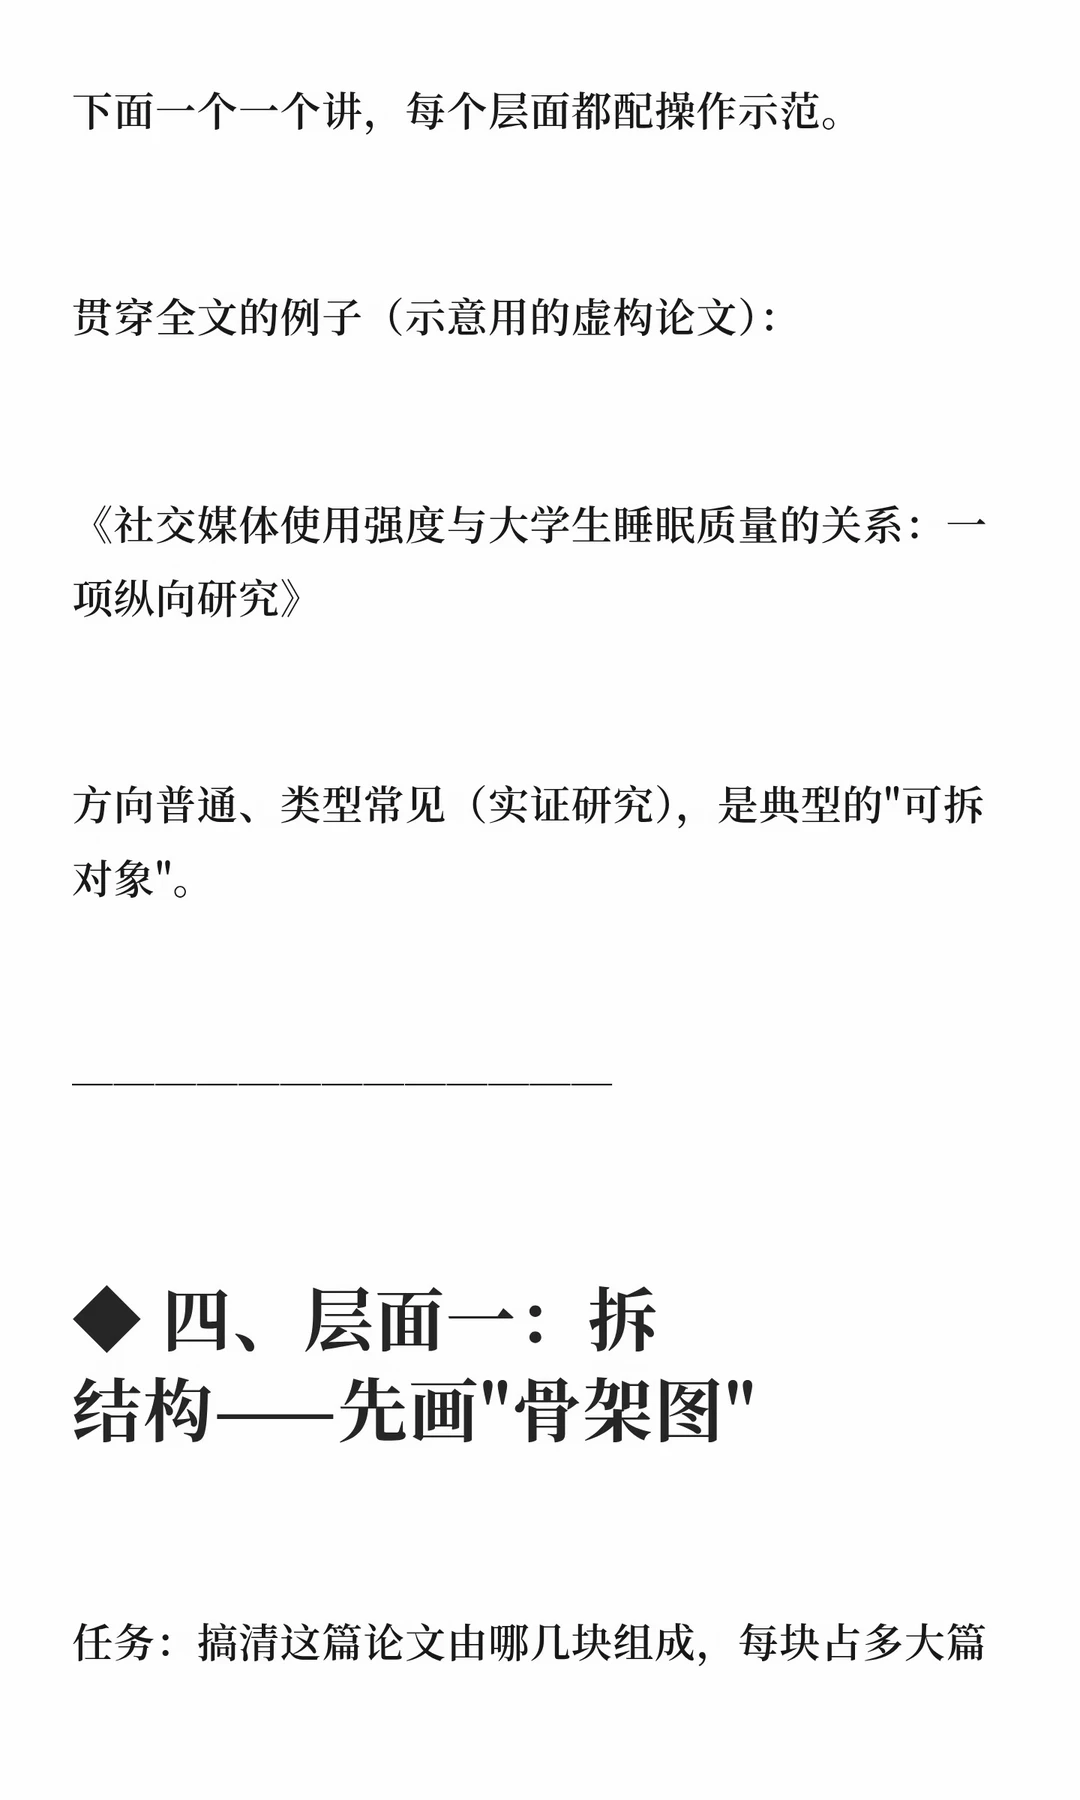 下面一个一个讲，每个层面都配操作示范。
贯穿全文的例子（示意用的虚构论文）：
《社交媒体使用强度与大学生睡眠质量的关系：一
项纵向研究》
方向普通、类型常见（实证研究），是典型的"可拆
对象"。
—————————————
◆ 四、层面一：拆
结构——先画"骨架图"
任务：搞清这篇论文由哪几块组成，每块占多大篇